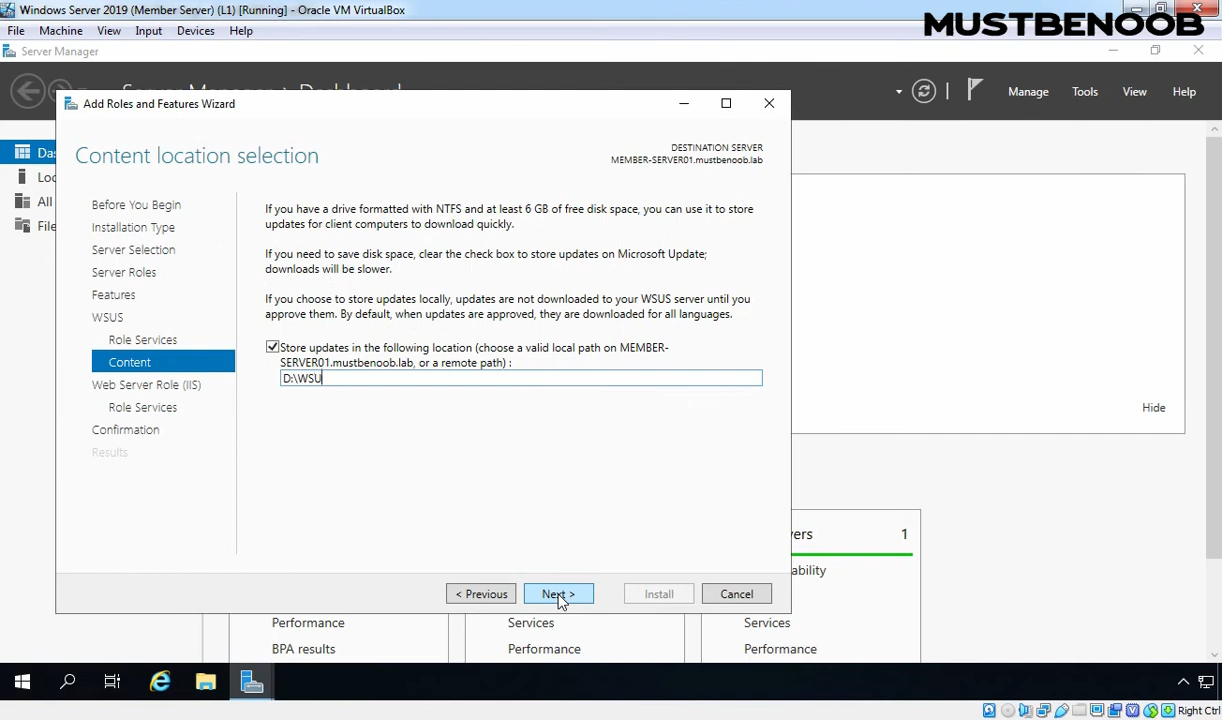 Windows Server 2019 (Member Server) (L1) [Running] - Oracle VM VirtualBox
MUSTBENOOB
File Machine View Input Devices Help
Server Manager
Manage Tools View Help
Add Roles and Features Wizard
Content location selection
DESTINATION SERVER
MEMBER-SERVER01.mustbenoob.lab
Before You Begin
Installation Type
Server Selection
Server Roles
Features
WSUS
Role Services
Content
Web Server Role (IIS)
Role Services
Confirmation
Results
If you have a drive formatted with NTFS and at least 6 GB of free disk space, you can use it to store
updates for client computers to download quickly.
If you need to save disk space, clear the check box to store updates on Microsoft Update;
downloads will be slower.
If you choose to store updates locally, updates are not downloaded to your WSUS server until you
approve them. By default, when updates are approved, they are downloaded for all languages.
Store updates in the following location (choose a valid local path on MEMBER-
SERVER01.mustbenoob.lab, or a remote path) :
D:\WSU
< Previous Next > Install Cancel
Das
Loc
All
File
Hide
vers 1
ability
Performance Services Services
BPA results Performance Performance
Right Ctrl